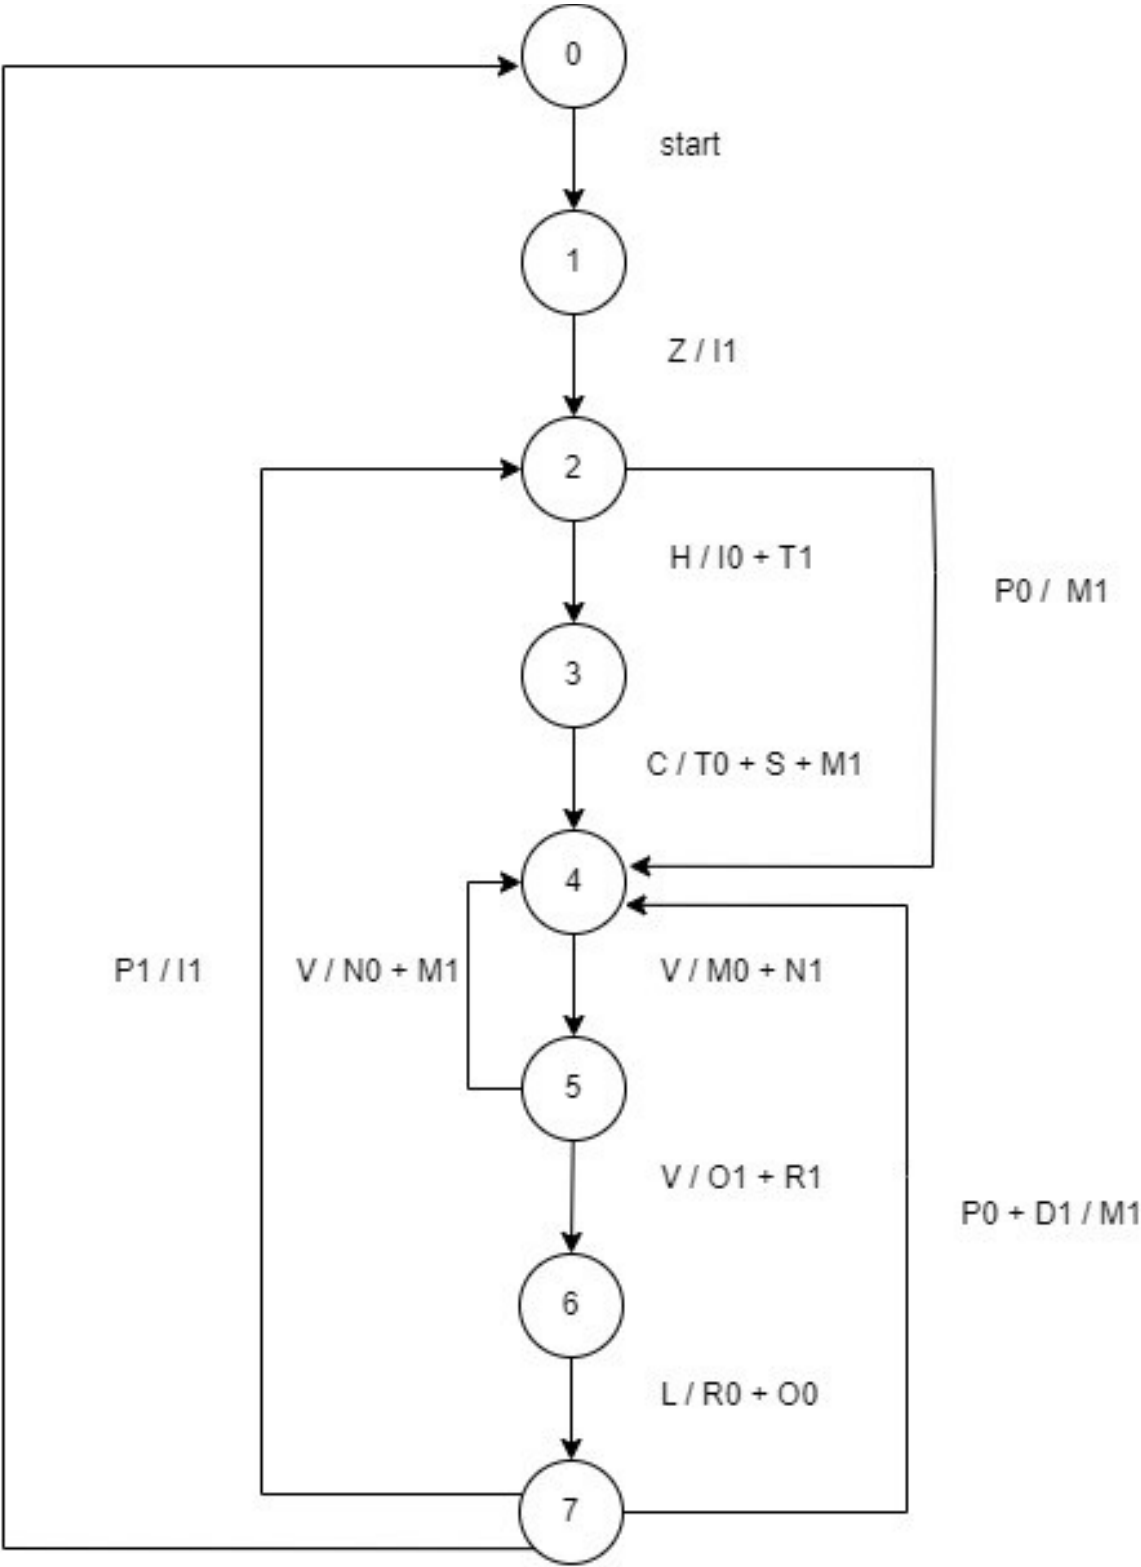 0
start
1
Z / I1
2
H / I0 + T1
P0 /  M1
3
C / T0 + S + M1
4
P1 / I1
V / N0 + M1
V / M0 + N1
5
V / O1 + R1
P0 + D1 / M1
6
L / R0 + O0
7